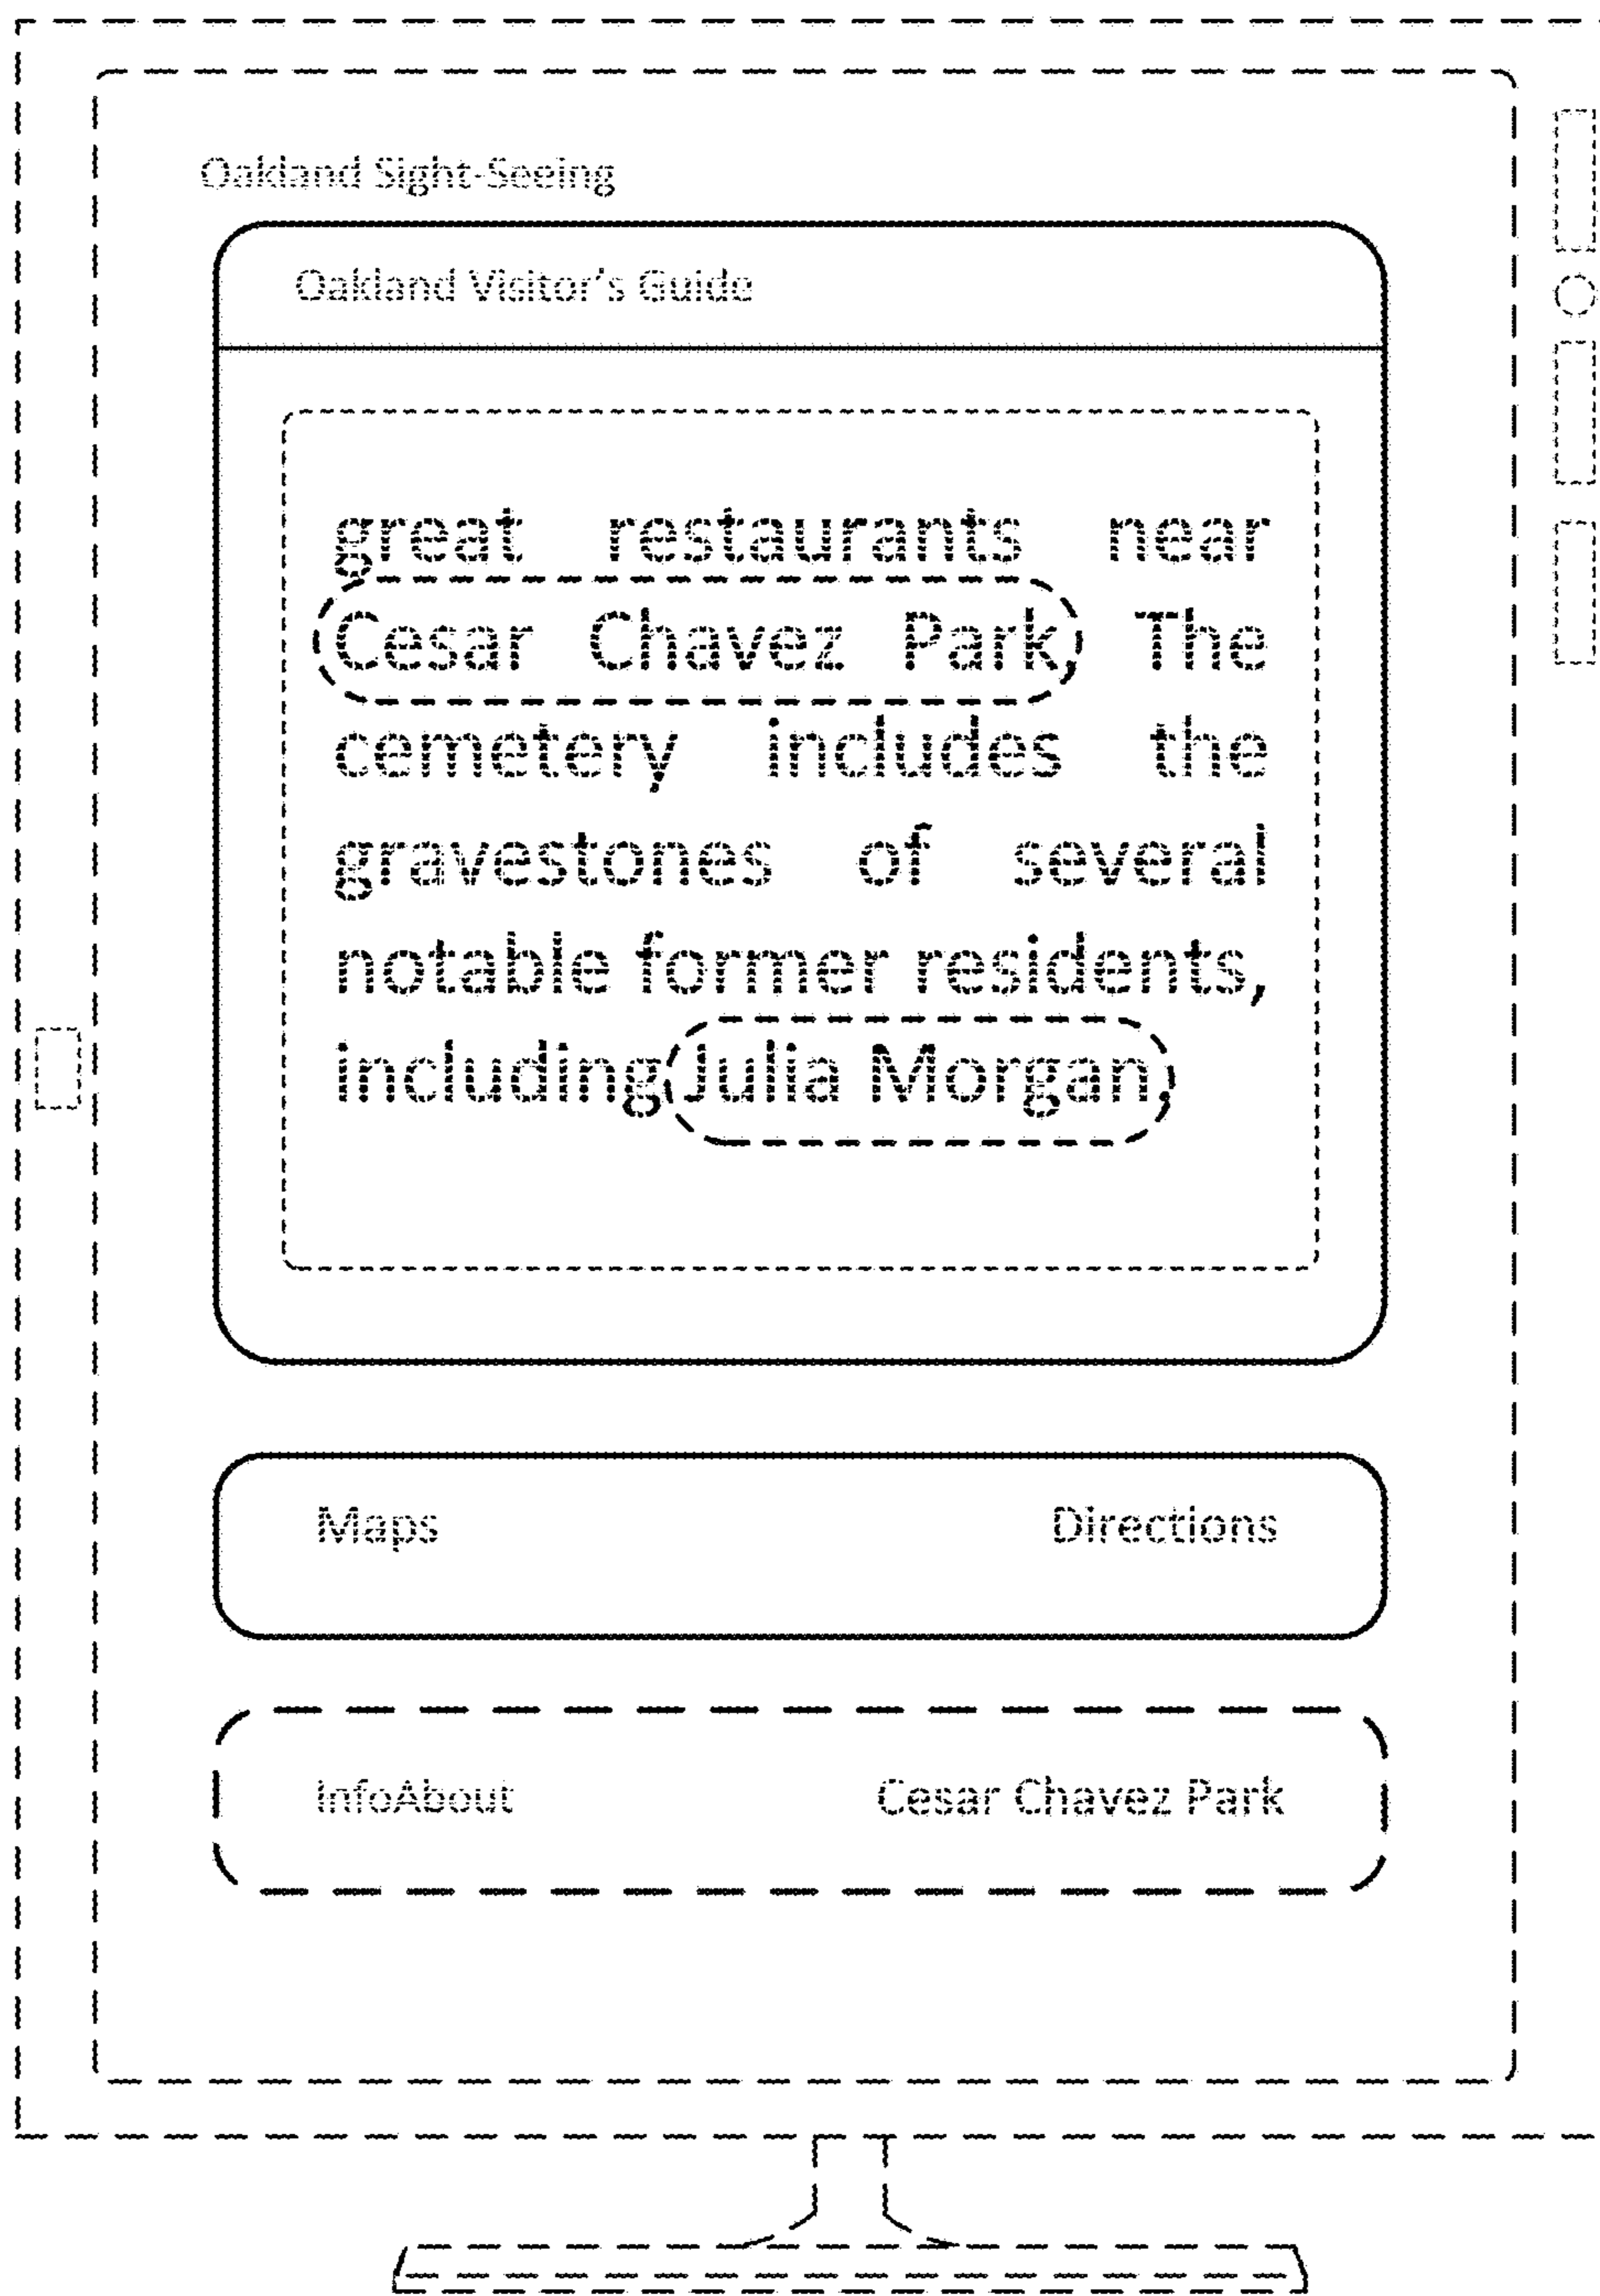 Oakland Sight-Seeing
Oakland Visitor's Guide
great restaurants near
Cesar Chavez Park, The
cemetery includes the
gravestones of several
notable former residents,
including Julia Morgan,
Maps Directions
InfoAbout Cesar Chavez Park